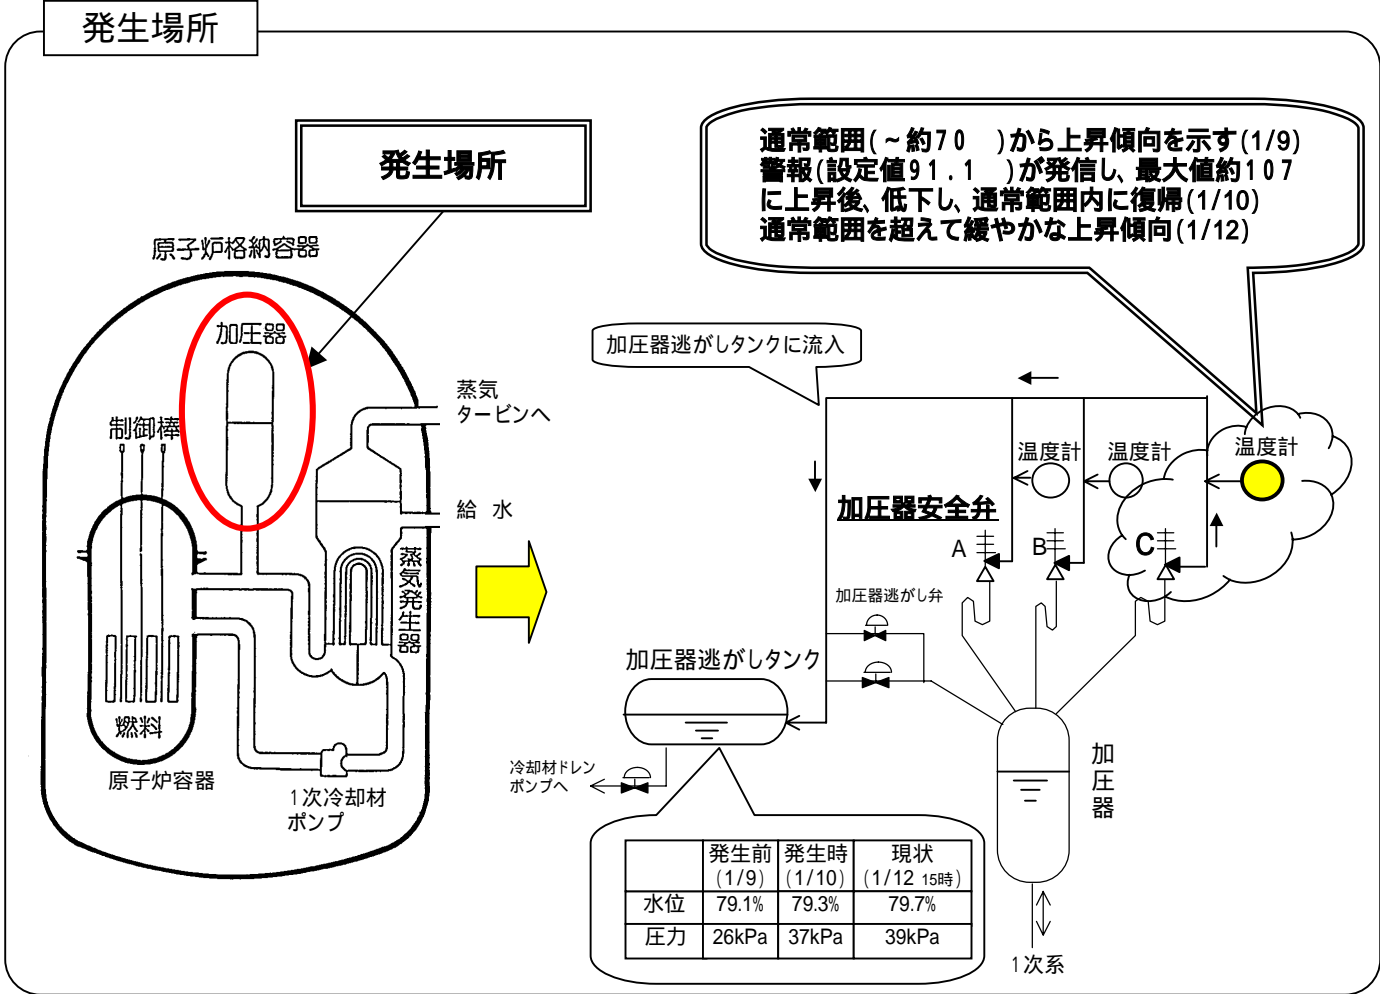 発生場所
発生場所
通常範囲(~約70　)から上昇傾向を示す(1/9)
警報(設定値91.1　)が発信し、最大値約107
に上昇後、低下し、通常範囲内に復帰(1/10)
通常範囲を超えて緩やかな上昇傾向(1/12)
原子炉格納容器
加圧器
制御棒
蒸気
タービンへ
給 水
蒸気発生器
燃料
原子炉容器
1次冷却材
ポンプ
加圧器逃がしタンクに流入
温度計
温度計
温度計
加圧器安全弁
A
B
C
加圧器逃がし弁
加圧器逃がしタンク
冷却材ドレン
ポンプへ
加圧器
1次系
発生前 発生時 現状
(1/9) (1/10) (1/12 15時)
水位 79.1% 79.3% 79.7%
圧力 26kPa 37kPa 39kPa